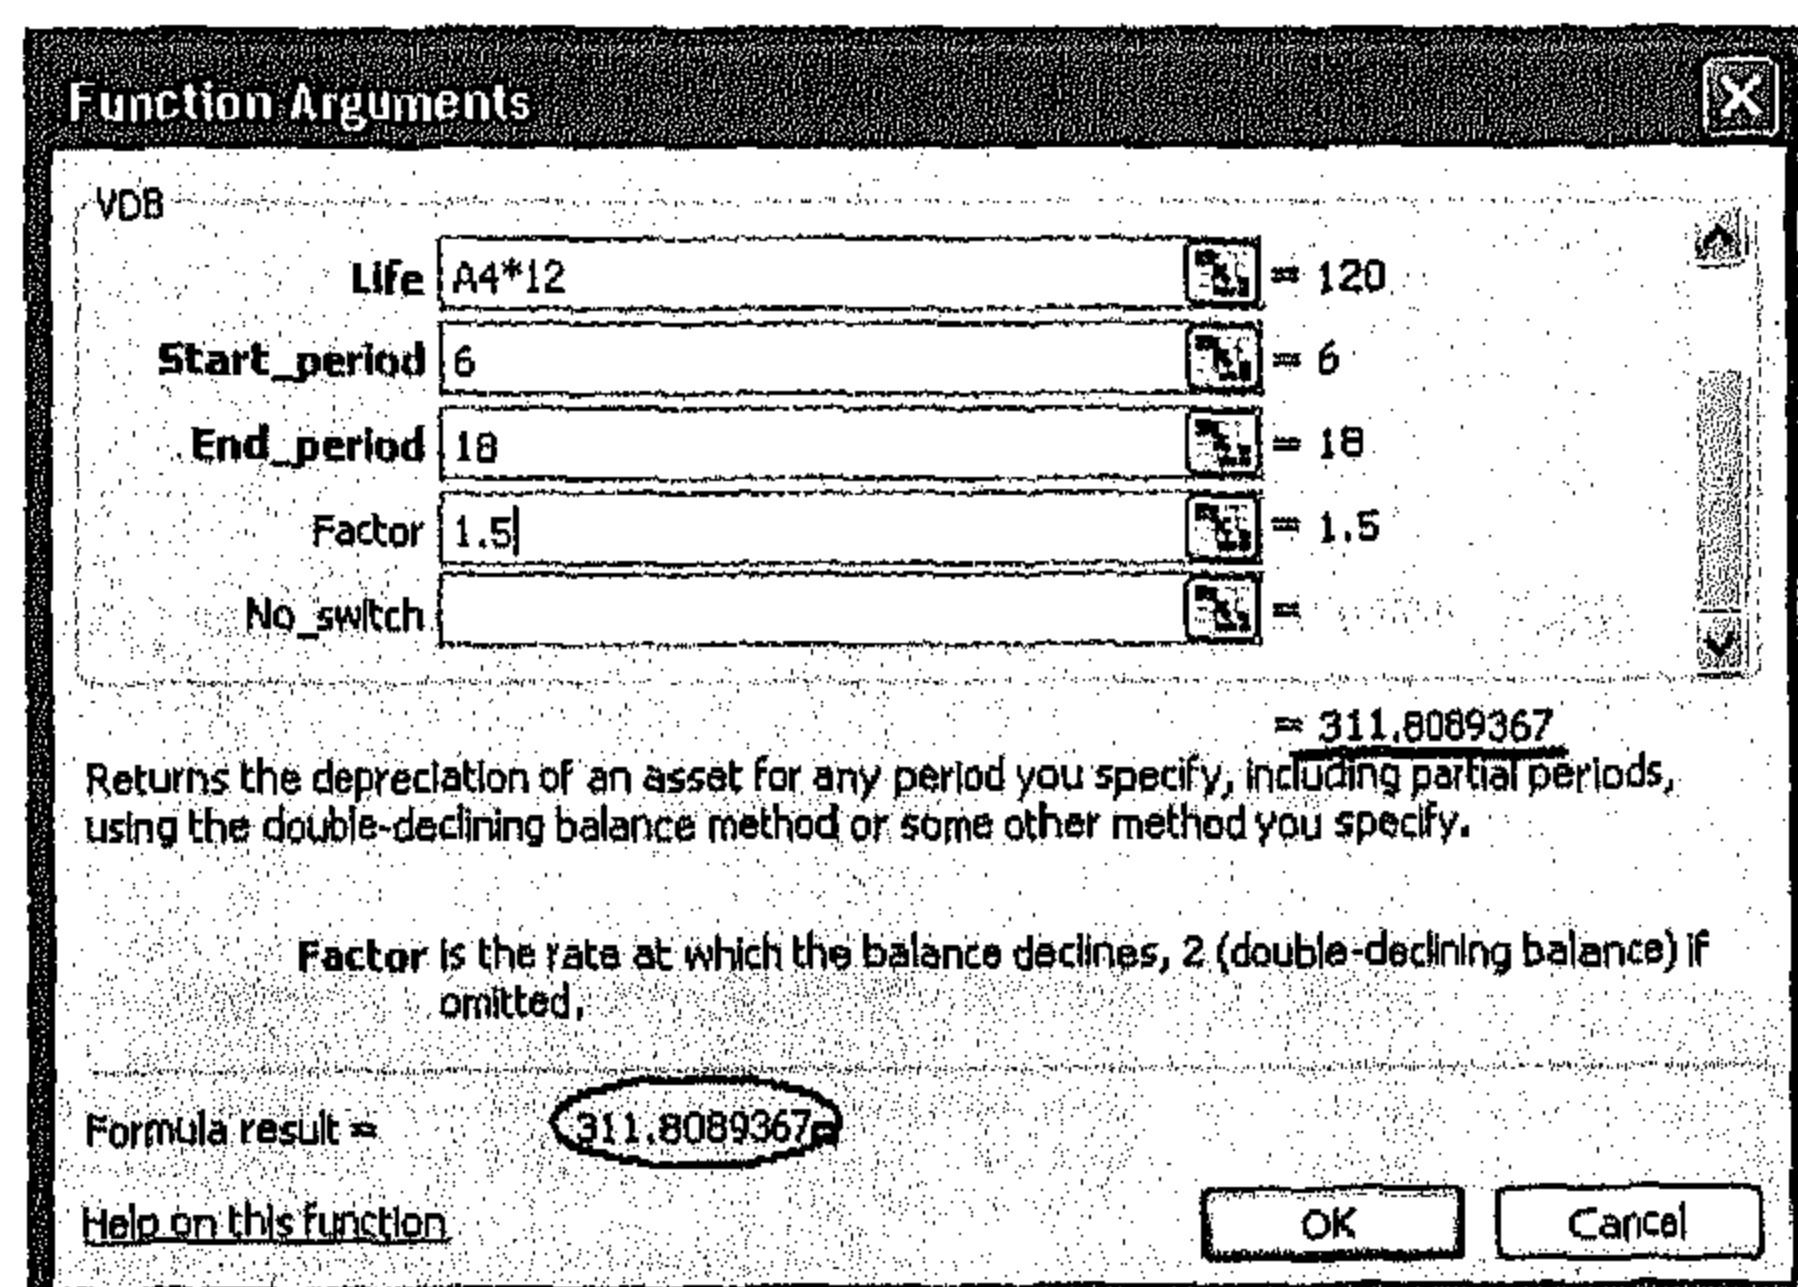 Function Arguments
VDB
Life A4*12 = 120
Start_period 6 = 6
End_period 18 = 18
Factor 1.5 = 1.5
No_switch =
= 311.8089367
Returns the depreciation of an asset for any period you specify, including partial periods,
using the double-declining balance method or some other method you specify.
Factor is the rate at which the balance declines, 2 (double-declining balance) if
omitted.
Formula result = 311.8089367
Help on this function OK Cancel